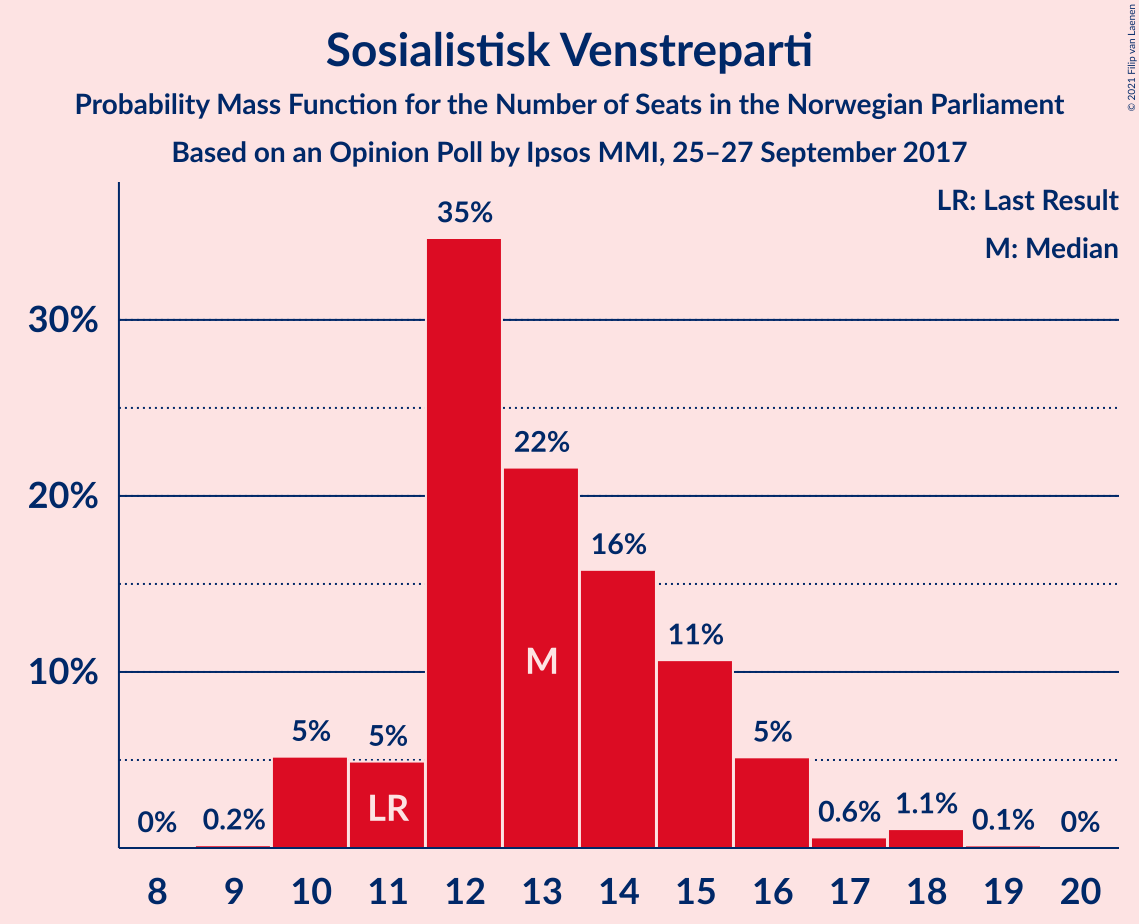 Sosialistisk Venstreparti
Probability Mass Function for the Number of Seats in the Norwegian Parliament
Based on an Opinion Poll by Ipsos MMI, 25–27 September 2017
© 2021 Filip van Laenen
LR: Last Result
M: Median
30%
20%
10%
0%
0.2%
5%
5%
35%
22%
16%
11%
5%
0.6%
1.1%
0.1%
0%
LR
M
8 9 10 11 12 13 14 15 16 17 18 19 20